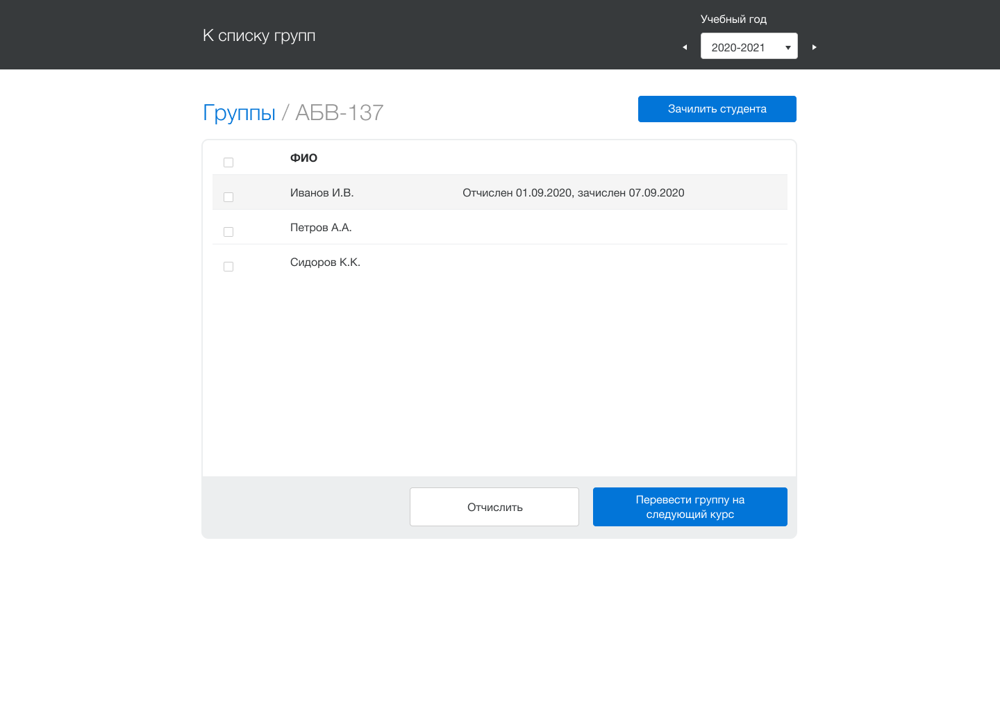 К списку групп
Учебный год
2020-2021
Группы / АБВ-137
Зачилить студента
ФИО
Иванов И.В. Отчислен 01.09.2020, зачислен 07.09.2020
Петров А.А.
Сидоров К.К.
Отчислить
Перевести группу на
следующий курс